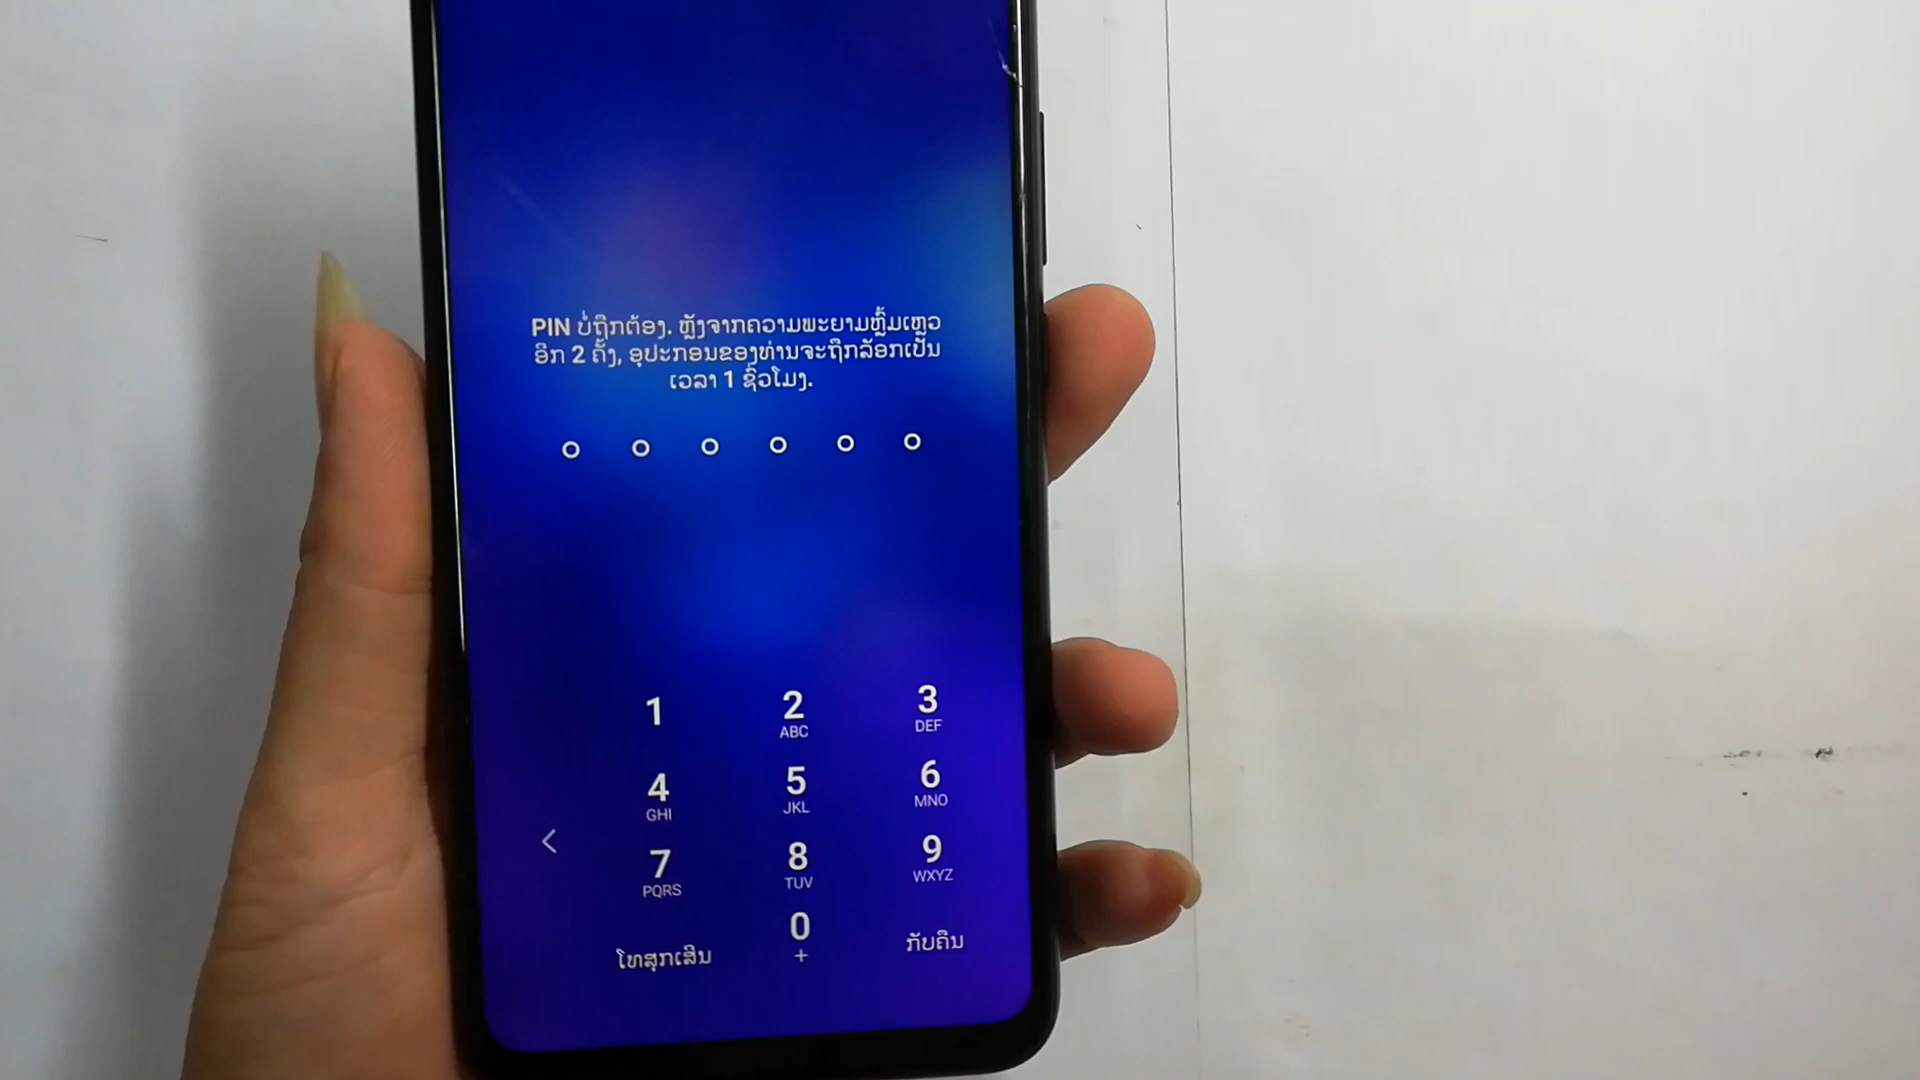 PIN ບໍ່ຖືກຕ້ອງ. ຫຼັງຈາກຄວາມພະຍາມຫຼົ້ມເຫຼວ
ອີກ 2 ຄັ້ງ, ອຸປະກອນຂອງທ່ານຈະຖືກລັອກເປັນ
ເວລາ 1 ຊົ່ວໂມງ.
1 2 3
ABC DEF
4 5 6
GHI JKL MNO
7 8 9
PQRS TUV WXYZ
0
+
ໂທສຸກເສີນ ກັບຄືນ